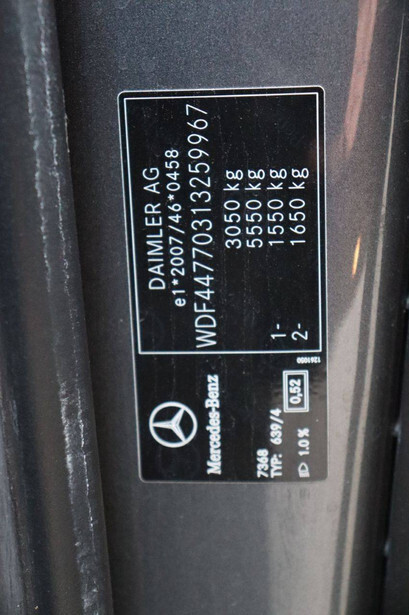 DAIMLER AG
e1*2007/46*0458
WDF44770313259967
3050 kg
5550 kg
1- 1550 kg
2- 1650 kg
1261050
Mercedes-Benz
7368
TYP: 639/4 0,52
1.0 %